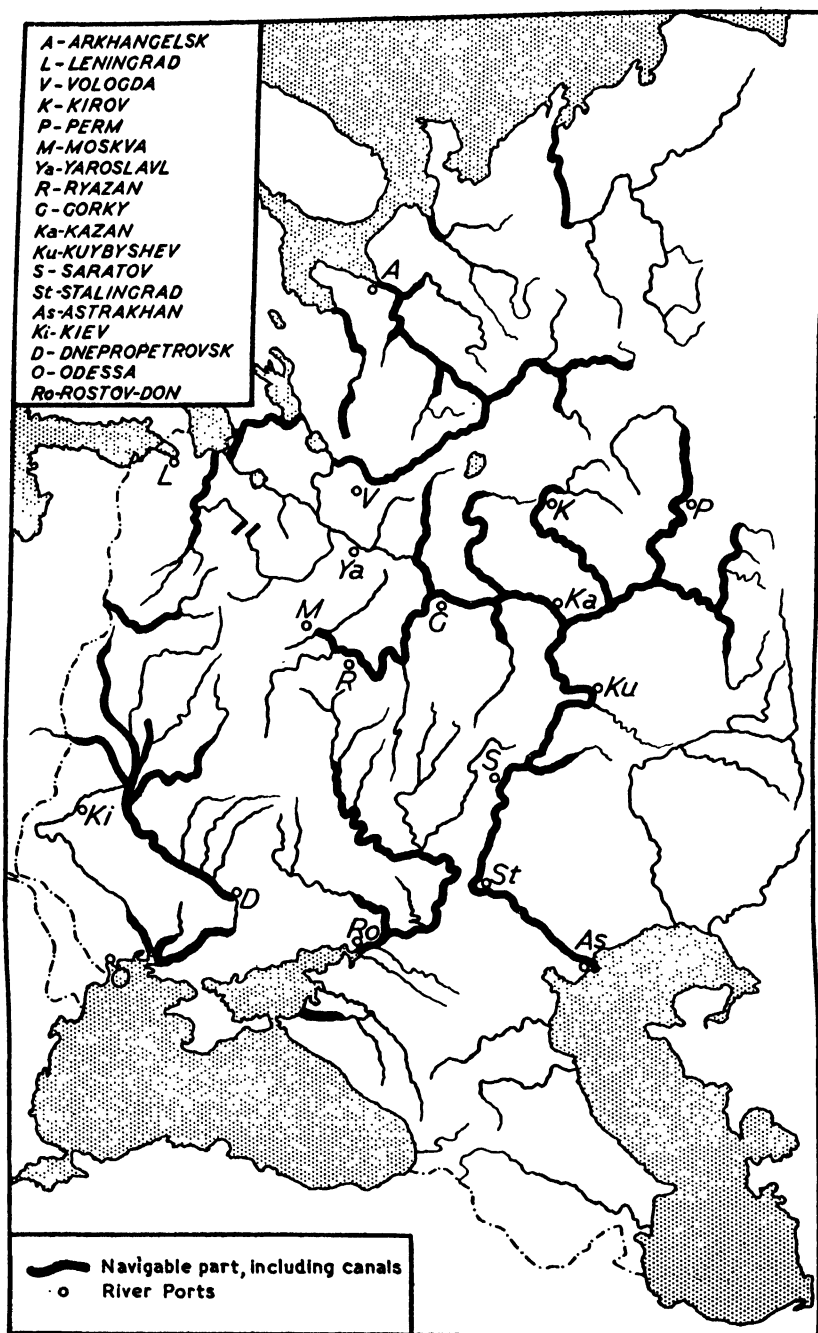 A-ARKHANGELSK
L-LENINGRAD
V-VOLOGDA
K-KIROV
P-PERM
M-MOSKVA
Ya-YAROSLAVL
R-RYAZAN
G-GORKY
Ka-KAZAN
Ku-KUYBYSHEV
S-SARATOV
St-STALINGRAD
As-ASTRAKHAN
Ki-KIEV
D-DNEPROPETROVSK
O-ODESSA
Ro-ROSTOV-DON
A
L
V
K
P
Ya
M
G
Ka
R
Ku
S
Ki
St
D
Ro
As
Navigable part, including canals
River Ports